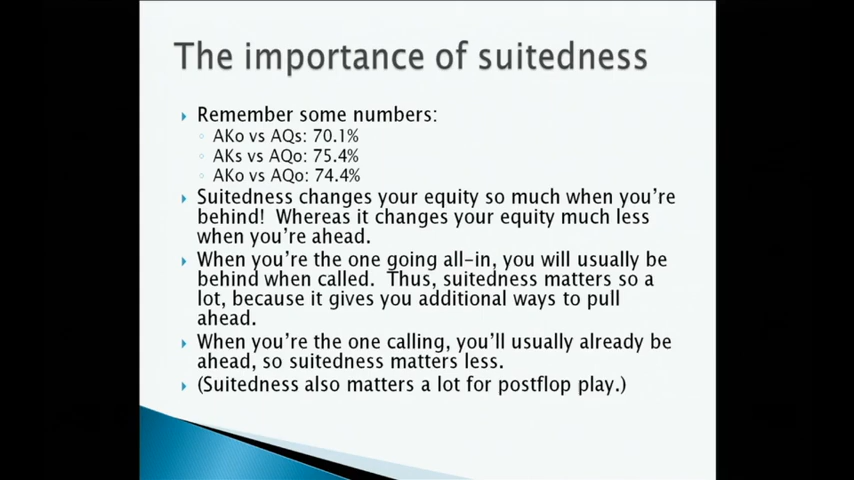 The importance of suitedness
Remember some numbers:
AKo vs AQs: 70.1%
AKs vs AQo: 75.4%
AKo vs AQo: 74.4%
Suitedness changes your equity so much when you're
behind! Whereas it changes your equity much less
when you're ahead.
When you're the one going all-in, you will usually be
behind when called. Thus, suitedness matters so a
lot, because it gives you additional ways to pull
ahead.
When you're the one calling, you'll usually already be
ahead, so suitedness matters less.
(Suitedness also matters a lot for postflop play.)